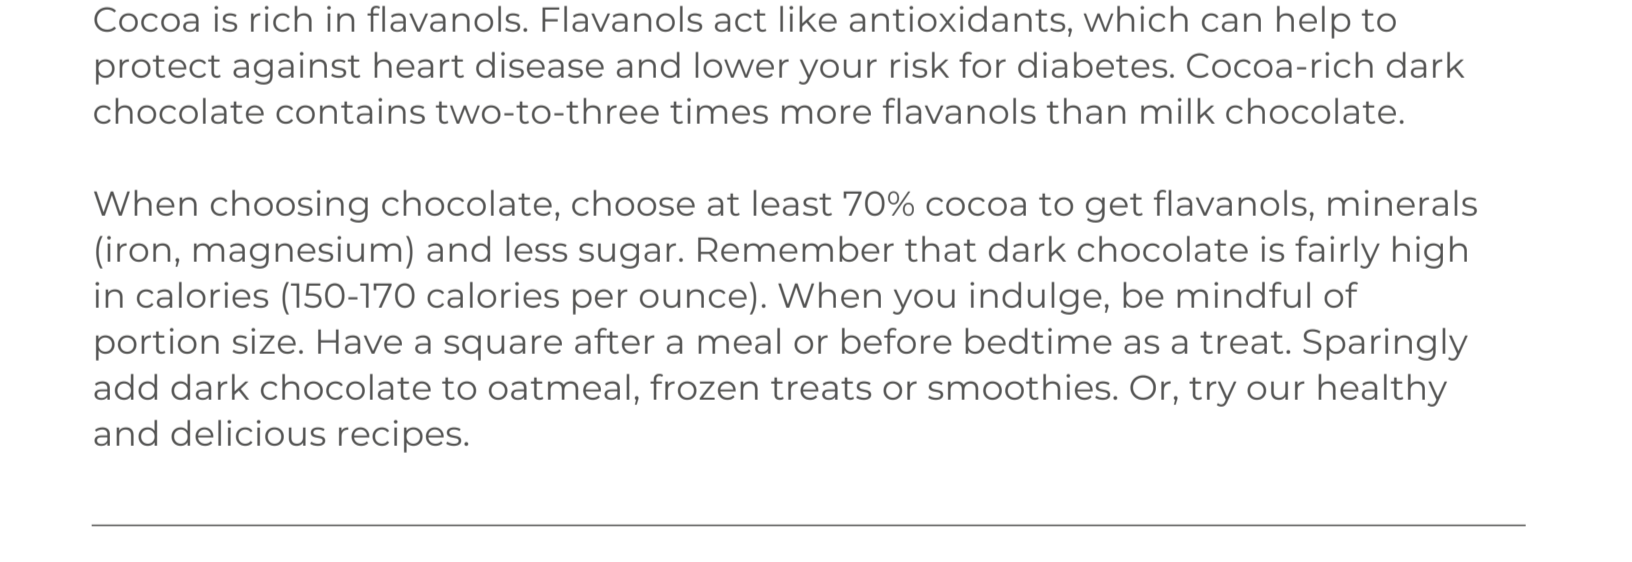 Cocoa is rich in flavanols. Flavanols act like antioxidants, which can help to
protect against heart disease and lower your risk for diabetes. Cocoa-rich dark
chocolate contains two-to-three times more flavanols than milk chocolate.
When choosing chocolate, choose at least 70% cocoa to get flavanols, minerals
(iron, magnesium) and less sugar. Remember that dark chocolate is fairly high
in calories (150-170 calories per ounce). When you indulge, be mindful of
portion size. Have a square after a meal or before bedtime as a treat. Sparingly
add dark chocolate to oatmeal, frozen treats or smoothies. Or, try our healthy
and delicious recipes.